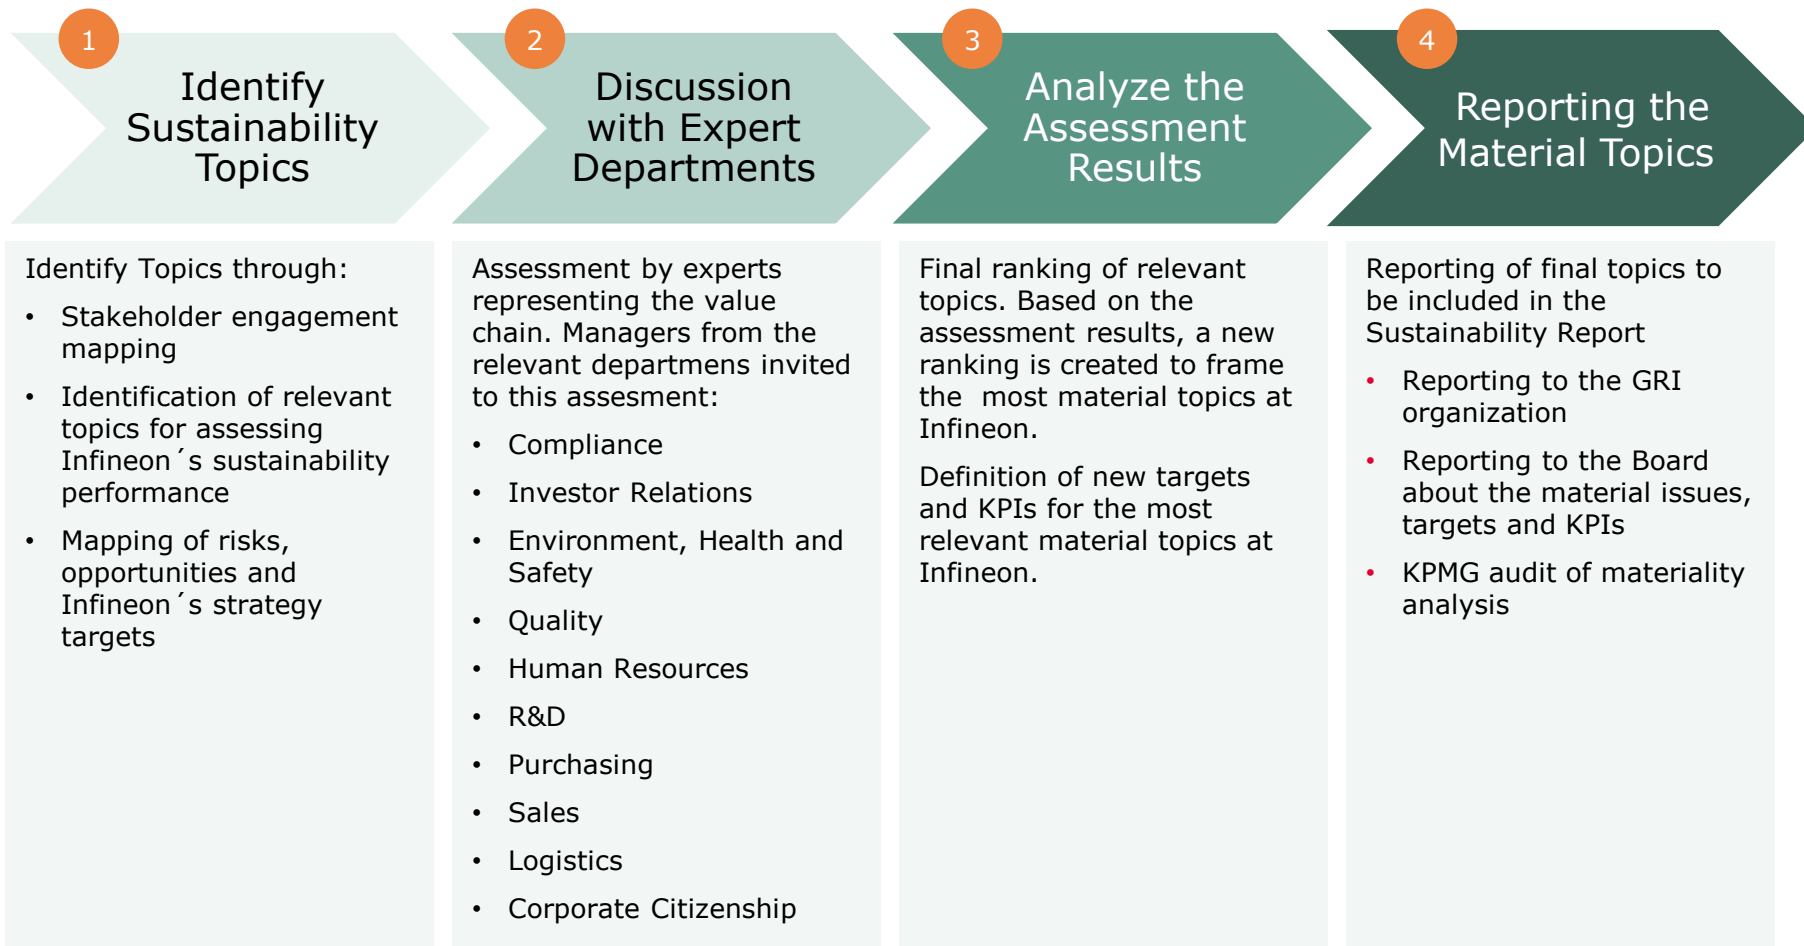 1
Identify
Sustainability
Topics
2
Discussion
with Expert
Departments
3
Analyze the
Assessment
Results
4
Reporting the
Material Topics
Identify Topics through:
• Stakeholder engagement
mapping
• Identification of relevant
topics for assessing
Infineon´s sustainability
performance
• Mapping of risks,
opportunities and
Infineon´s strategy
targets
Assessment by experts
representing the value
chain. Managers from the
relevant departmens invited
to this assesment:
• Compliance
• Investor Relations
• Environment, Health and
Safety
• Quality
• Human Resources
• R&D
• Purchasing
• Sales
• Logistics
• Corporate Citizenship
Final ranking of relevant
topics. Based on the
assessment results, a new
ranking is created to frame
the  most material topics at
Infineon.
Definition of new targets
and KPIs for the most
relevant material topics at
Infineon.
Reporting of final topics to
be included in the
Sustainability Report
• Reporting to the GRI
organization
• Reporting to the Board
about the material issues,
targets and KPIs
• KPMG audit of materiality
analysis